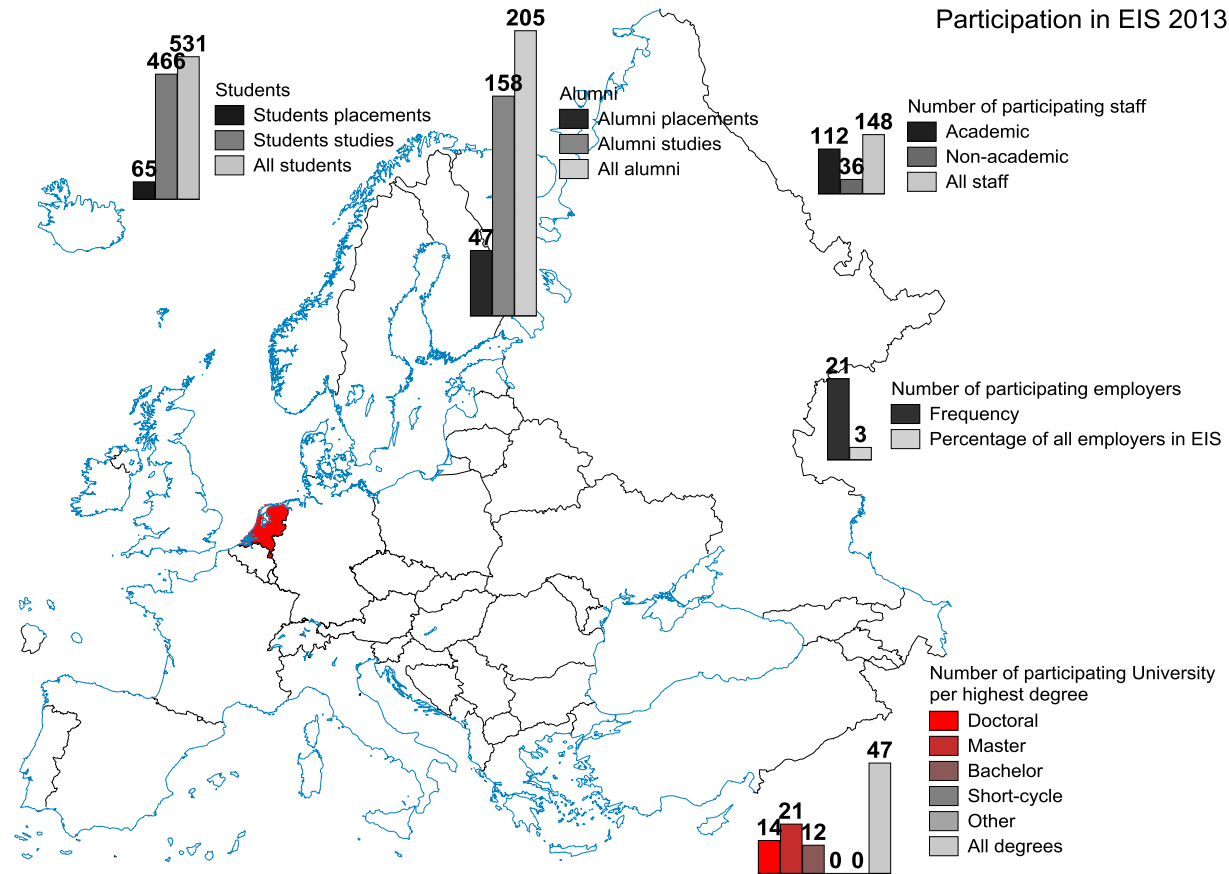 Participation in EIS 2013
531
466
65
Students
Students placements
Students studies
All students
205
158
47
Alumni
Alumni placements
Alumni studies
All alumni
112
36
148
Number of participating staff
Academic
Non-academic
All staff
21
3
Number of participating employers
Frequency
Percentage of all employers in EIS
Number of participating University
per highest degree
Doctoral
Master
Bachelor
Short-cycle
Other
All degrees
14
21
12
0
0
47